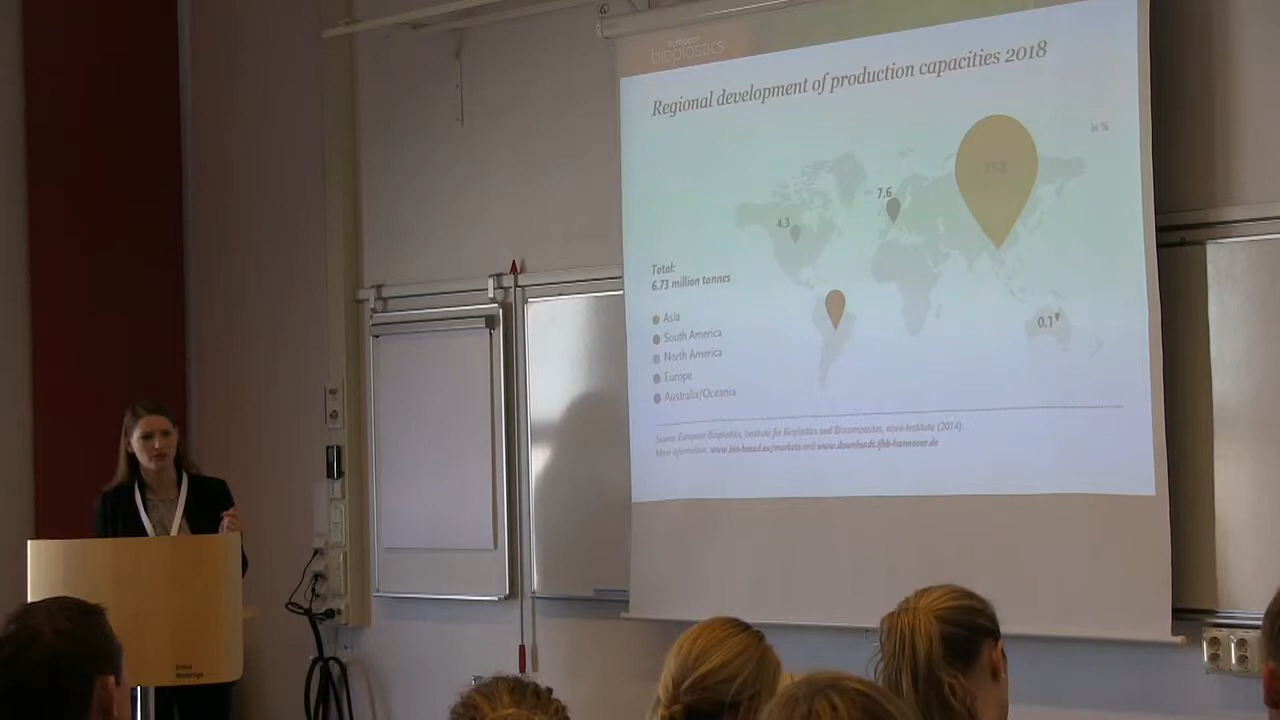 european
bioplastics
Regional development of production capacities 2018
in %
7.6
4.3
Total:
6.73 million tonnes
0.1
Asia
South America
North America
Europe
Australia/Oceania
Source: European Bioplastics, Institute for Bioplastics and Biocomposites, nova-Institute (2014).
More information: www.bio-based.eu/markets and www.downloads.ifbb-hannover.de
Meetings